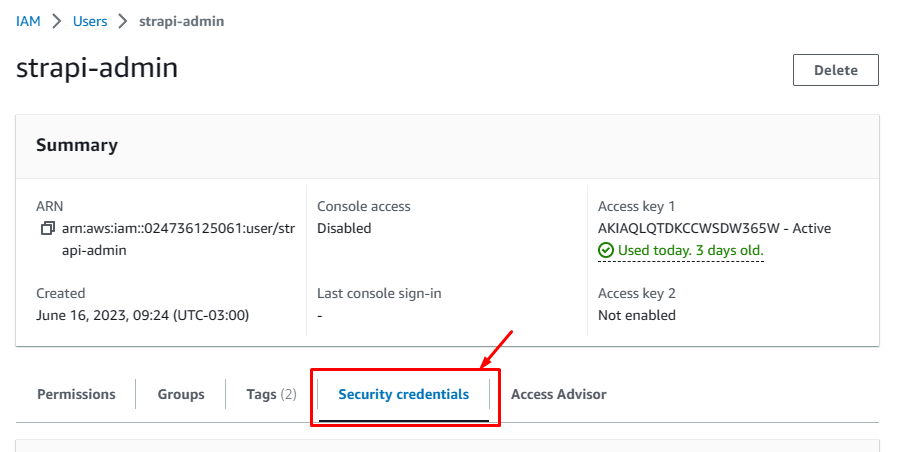 IAM > Users > strapi-admin
strapi-admin
Delete
Summary
ARN
arn:aws:iam::024736125061:user/str
api-admin
Console access
Disabled
Access key 1
AKIAQLQTDKCCWSDW365W - Active
Used today. 3 days old.
Created
June 16, 2023, 09:24 (UTC-03:00)
Last console sign-in
-
Access key 2
Not enabled
Permissions Groups Tags (2) Security credentials Access Advisor